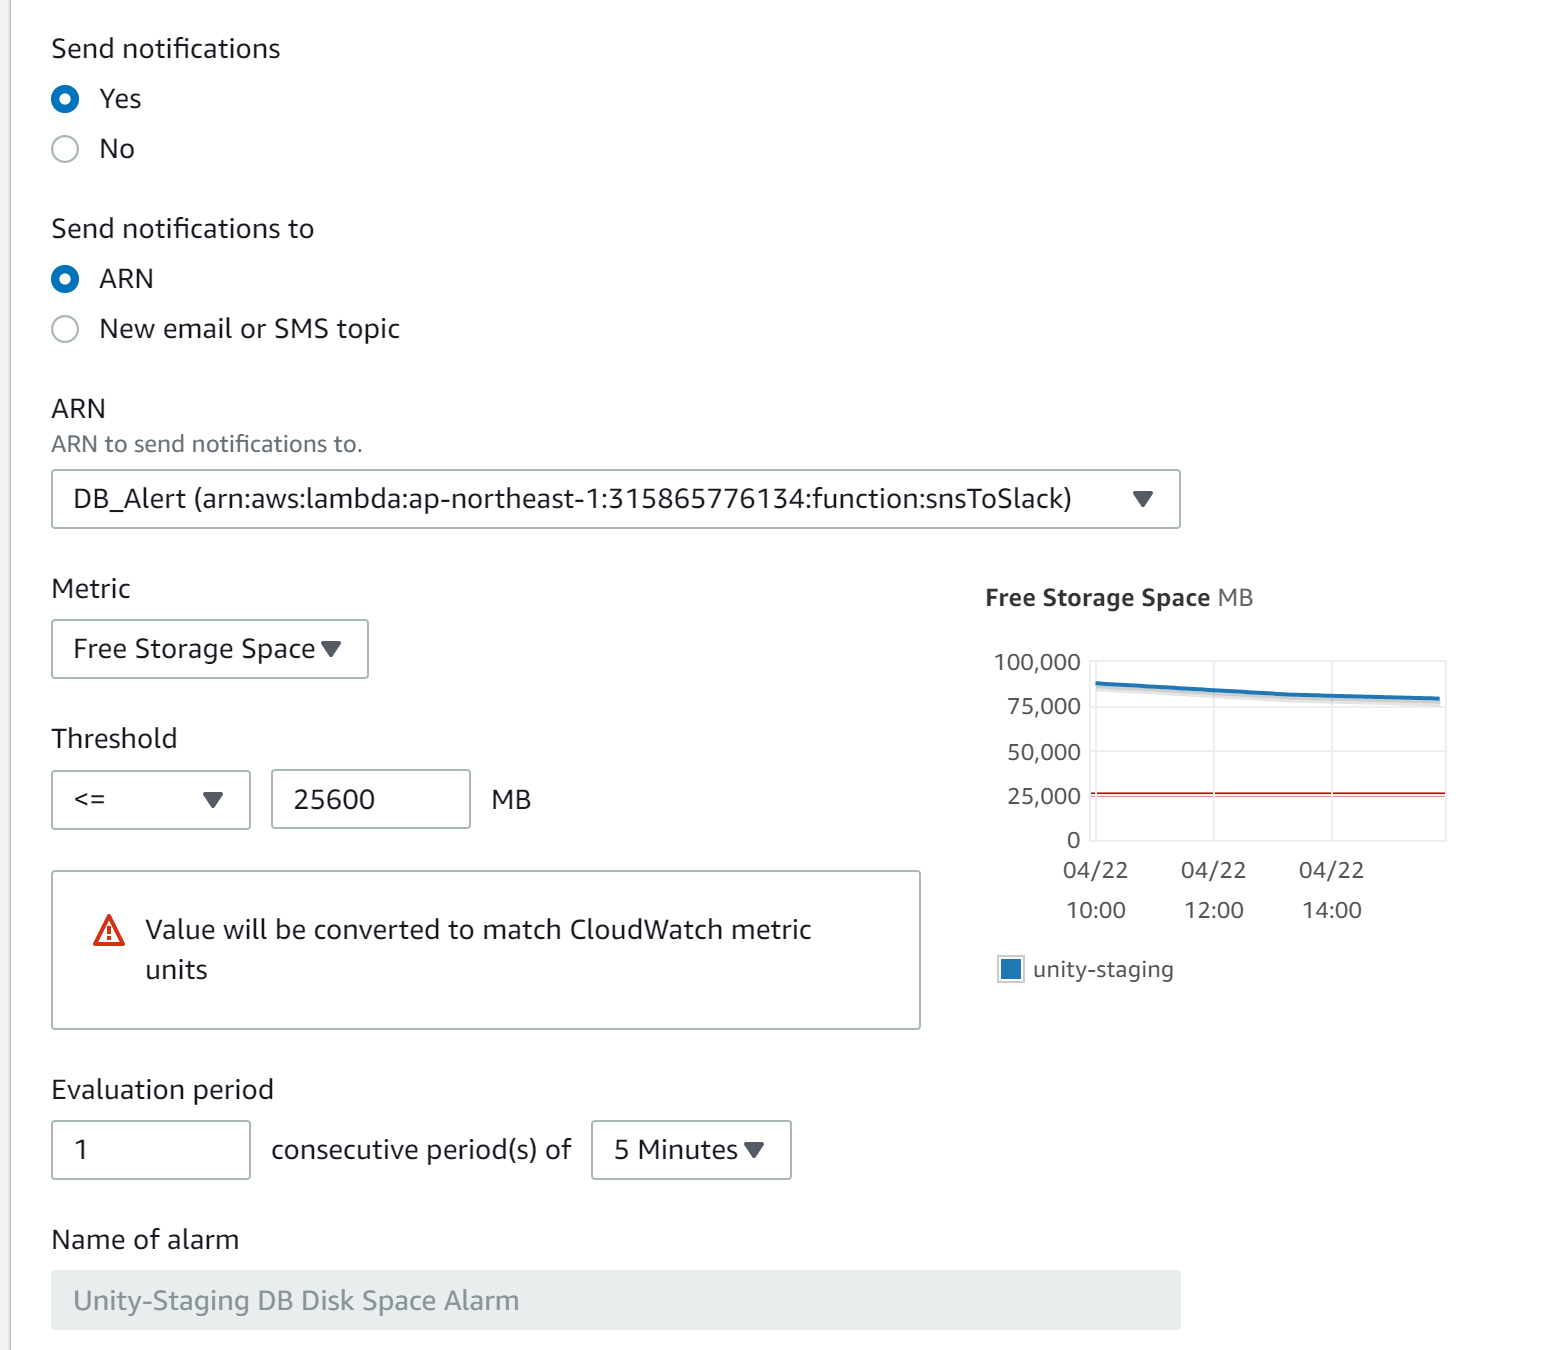 Send notifications
Yes
No
Send notifications to
ARN
New email or SMS topic
ARN
ARN to send notifications to.
DB_Alert (arn:aws:lambda:ap-northeast-1:315865776134:function:snsToSlack)
Metric
Free Storage Space
Threshold
<=
25600
MB
Value will be converted to match CloudWatch metric
units
Evaluation period
1
consecutive period(s) of
5 Minutes
Name of alarm
Unity-Staging DB Disk Space Alarm
Free Storage Space MB
100,000
75,000
50,000
25,000
0
04/22 04/22 04/22
10:00 12:00 14:00
unity-staging